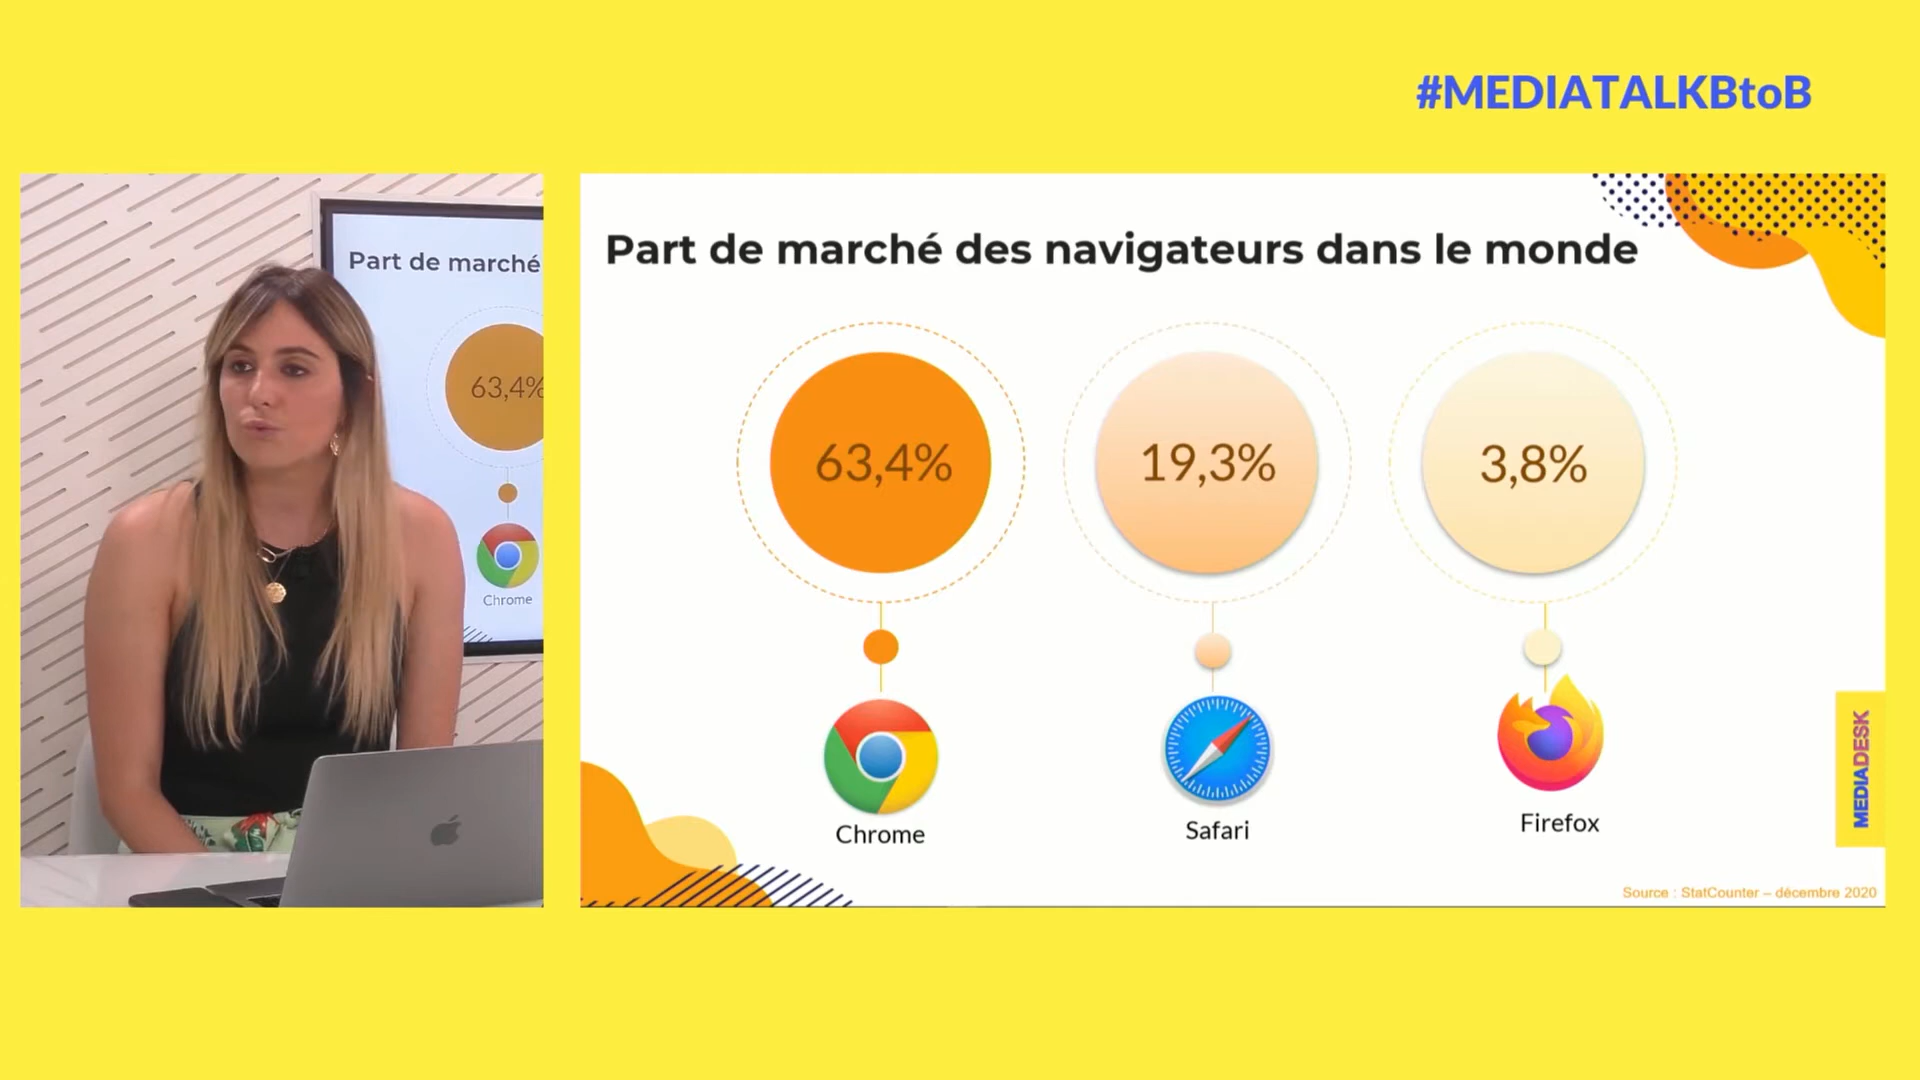 #MEDIATALKBtoB
Part de marché
63,4%
Chrome
Part de marché des navigateurs dans le monde
63,4%
19,3%
3,8%
Chrome
Safari
Firefox
MEDIADESK
Source : StatCounter – décembre 2020